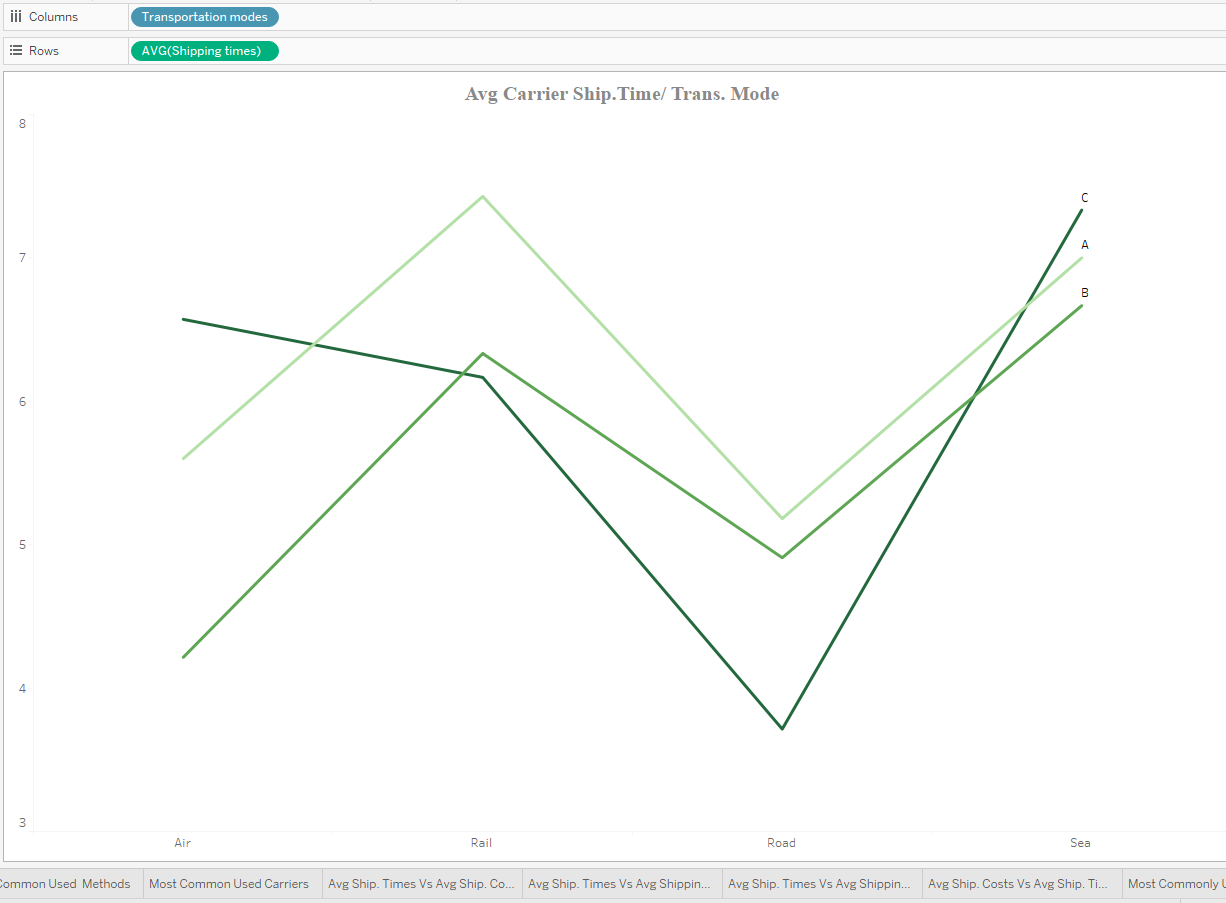 Columns Transportation modes
Rows AVG(Shipping times)
Avg Carrier Ship.Time/ Trans. Mode
8
7
6
5
4
3
C
A
B
Air Rail Road Sea
Common Used Methods Most Common Used Carriers Avg Ship. Times Vs Avg Ship. Co... Avg Ship. Times Vs Avg Shippin... Avg Ship. Times Vs Avg Shippin... Avg Ship. Costs Vs Avg Ship. Ti... Most Commonly U